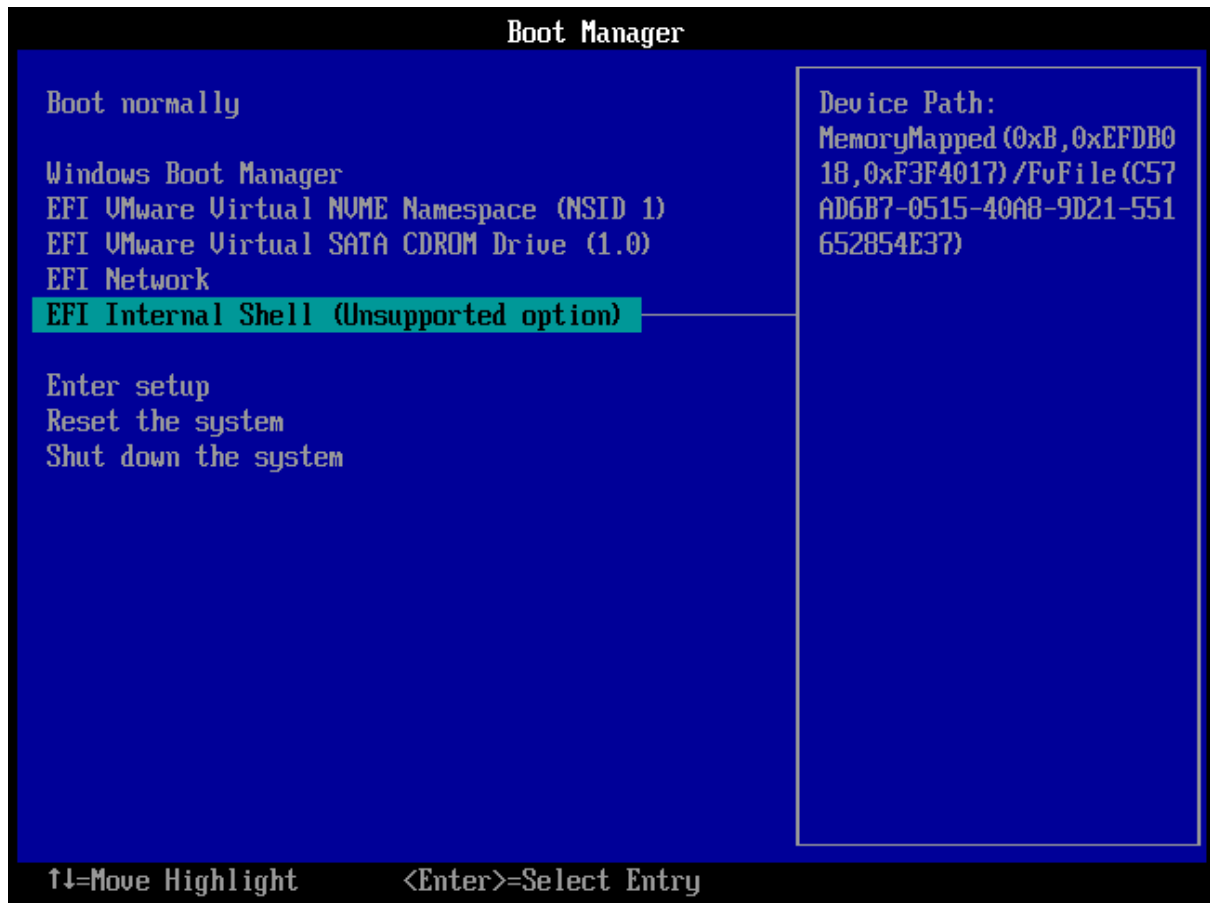 Boot Manager
Boot normally
Windows Boot Manager
EFI VMware Virtual NVME Namespace (NSID 1)
EFI VMware Virtual SATA CDROM Drive (1.0)
EFI Network
EFI Internal Shell (Unsupported option)
Enter setup
Reset the system
Shut down the system
Device Path:
MemoryMapped(0xB,0xEFDB0
18,0xF3F4017)/FvFile(C57
AD6B7-0515-40A8-9D21-551
652854E37)
↑↓=Move Highlight <Enter>=Select Entry